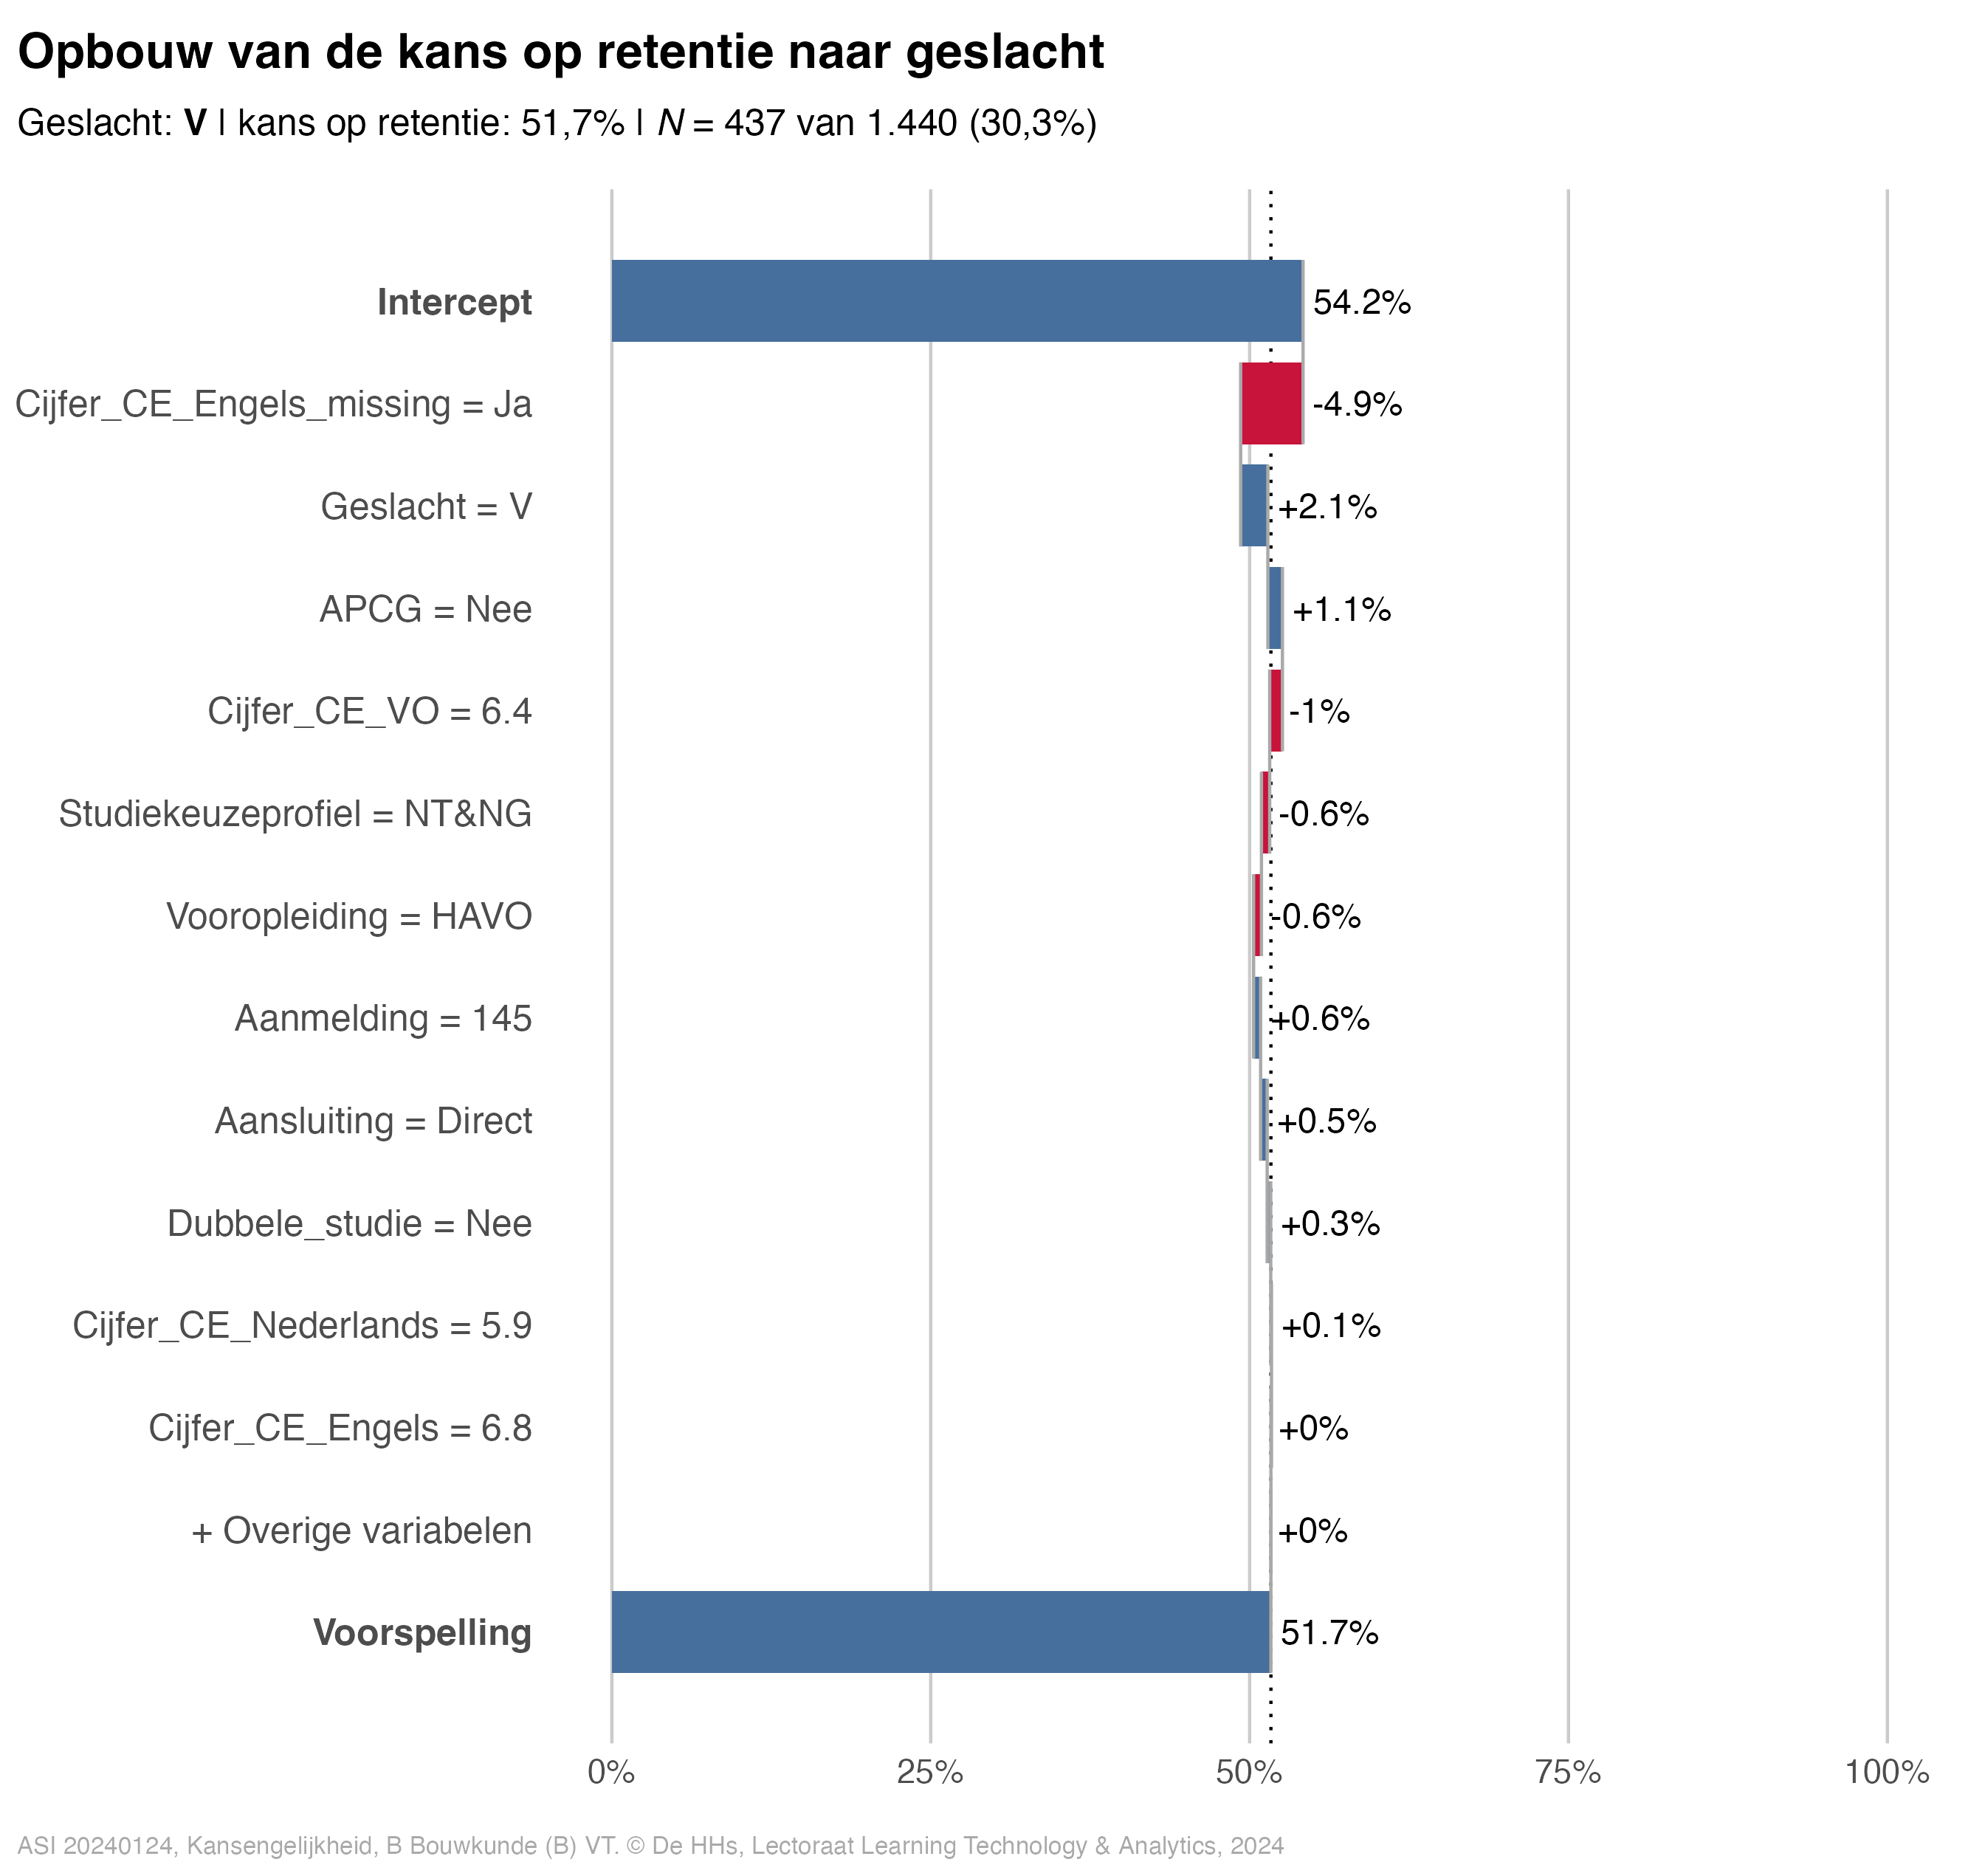 Opbouw van de kans op retentie naar geslacht
Geslacht: V | kans op retentie: 51,7% | N = 437 van 1.440 (30,3%)
Intercept 54.2%
Cijfer_CE_Engels_missing = Ja -4.9%
Geslacht = V +2.1%
APCG = Nee +1.1%
Cijfer_CE_VO = 6.4 -1%
Studiekeuzeprofiel = NT&NG -0.6%
Vooropleiding = HAVO -0.6%
Aanmelding = 145 +0.6%
Aansluiting = Direct +0.5%
Dubbele_studie = Nee +0.3%
Cijfer_CE_Nederlands = 5.9 +0.1%
Cijfer_CE_Engels = 6.8 +0%
+ Overige variabelen +0%
Voorspelling 51.7%
0% 25% 50% 75% 100%
ASI 20240124, Kansengelijkheid, B Bouwkunde (B) VT. © De HHs, Lectoraat Learning Technology & Analytics, 2024